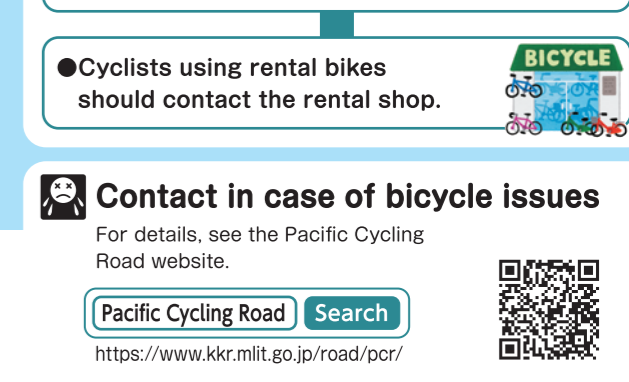 ●Cyclists using rental bikes
should contact the rental shop.
BICYCLE
Contact in case of bicycle issues
For details, see the Pacific Cycling
Road website.
Pacific Cycling Road Search
https://www.kkr.mlit.go.jp/road/pcr/